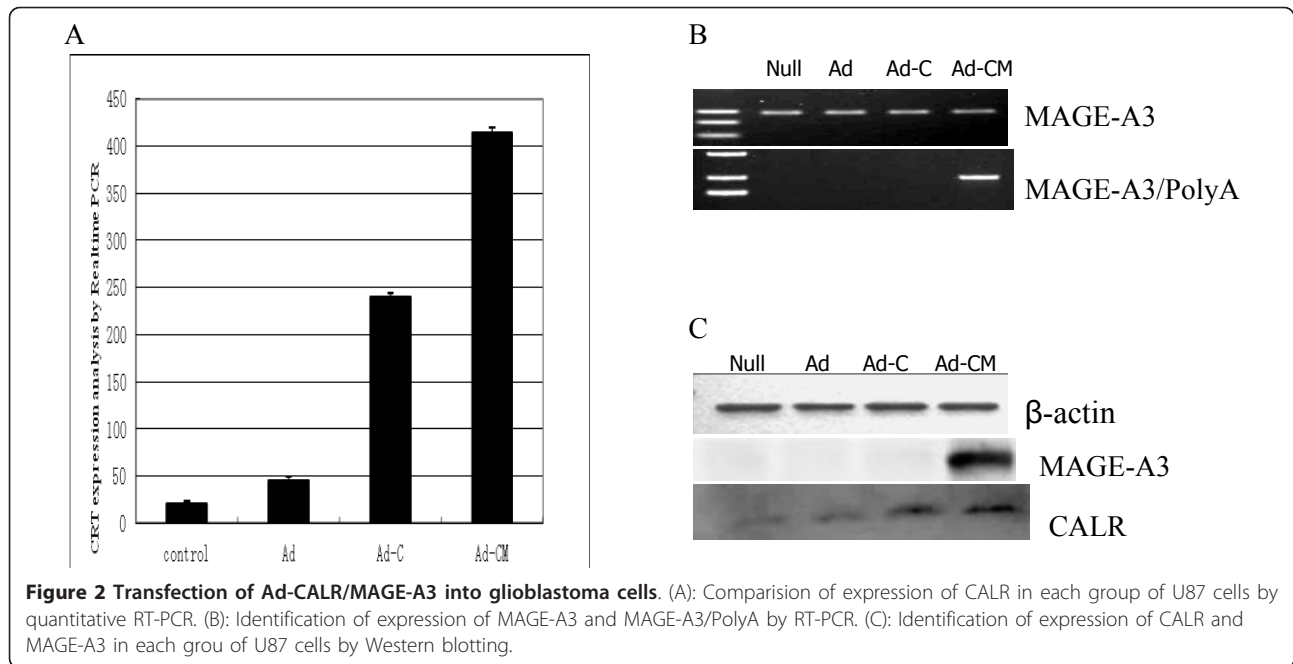 A
CRT expression analysis by Realtime PCR
450
400
350
300
250
200
150
100
50
0
control Ad Ad-C Ad-CM
B
Null Ad Ad-C Ad-CM
MAGE-A3
MAGE-A3/PolyA
C
Null Ad Ad-C Ad-CM
β-actin
MAGE-A3
CALR
Figure 2 Transfection of Ad-CALR/MAGE-A3 into glioblastoma cells. (A): Comparision of expression of CALR in each group of U87 cells by
quantitative RT-PCR. (B): Identification of expression of MAGE-A3 and MAGE-A3/PolyA by RT-PCR. (C): Identification of expression of CALR and
MAGE-A3 in each grou of U87 cells by Western blotting.